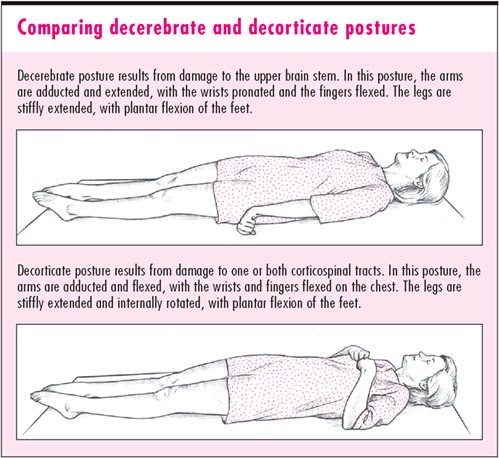 Comparing decerebrate and decorticate postures
Decerebrate posture results from damage to the upper brain stem. In this posture, the arms
are adducted and extended, with the wrists pronated and the fingers flexed. The legs are
stiffly extended, with plantar flexion of the feet.
Decorticate posture results from damage to one or both corticospinal tracts. In this posture, the
arms are adducted and flexed, with the wrists and fingers flexed on the chest. The legs are
stiffly extended and internally rotated, with plantar flexion of the feet.